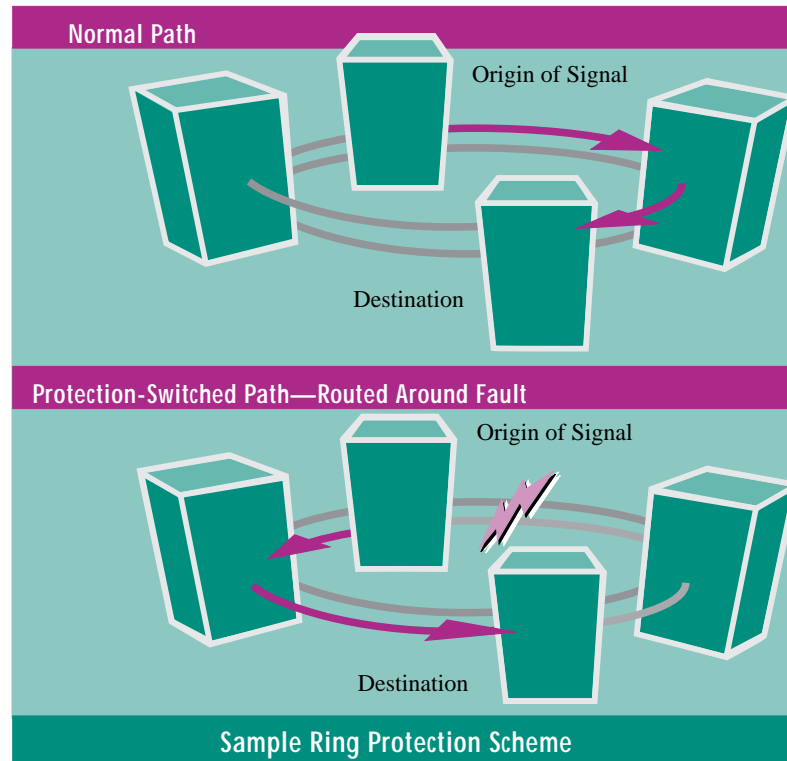 Normal Path
Origin of Signal
Destination
Protection-Switched Path—Routed Around Fault
Origin of Signal
Destination
Sample Ring Protection Scheme